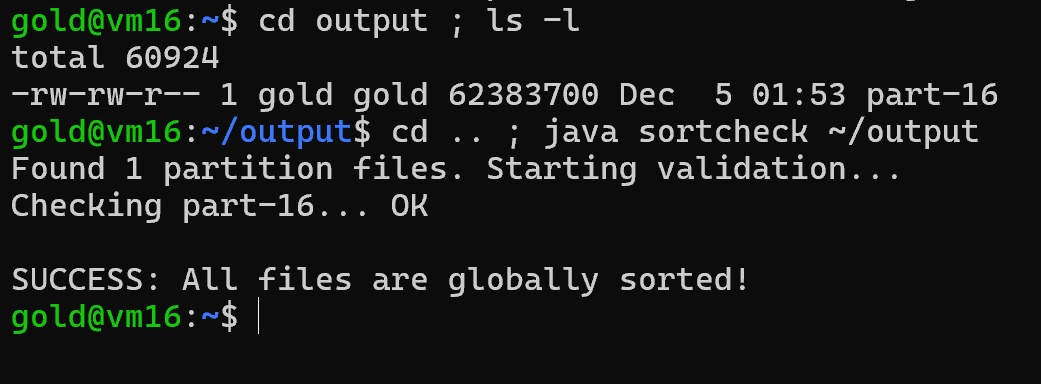 gold@vm16:~$ cd output ; ls -l
total 60924
-rw-rw-r-- 1 gold gold 62383700 Dec  5 01:53 part-16
gold@vm16:~/output$ cd .. ; java sortcheck ~/output
Found 1 partition files. Starting validation...
Checking part-16... OK

SUCCESS: All files are globally sorted!
gold@vm16:~$